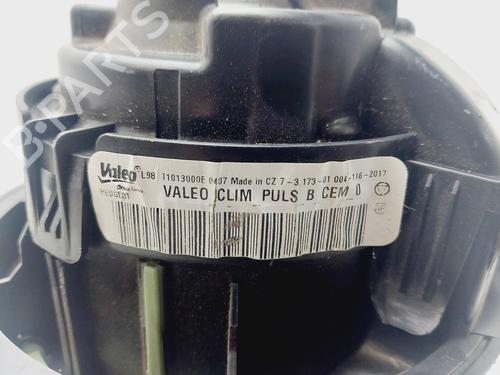 B-PARTS
Valeo L98 T1013000E 0407 Made in CZ 7-3 173-61 004-116-2017
PEUGEOT
VALEO CLIM PULS B CEM 0